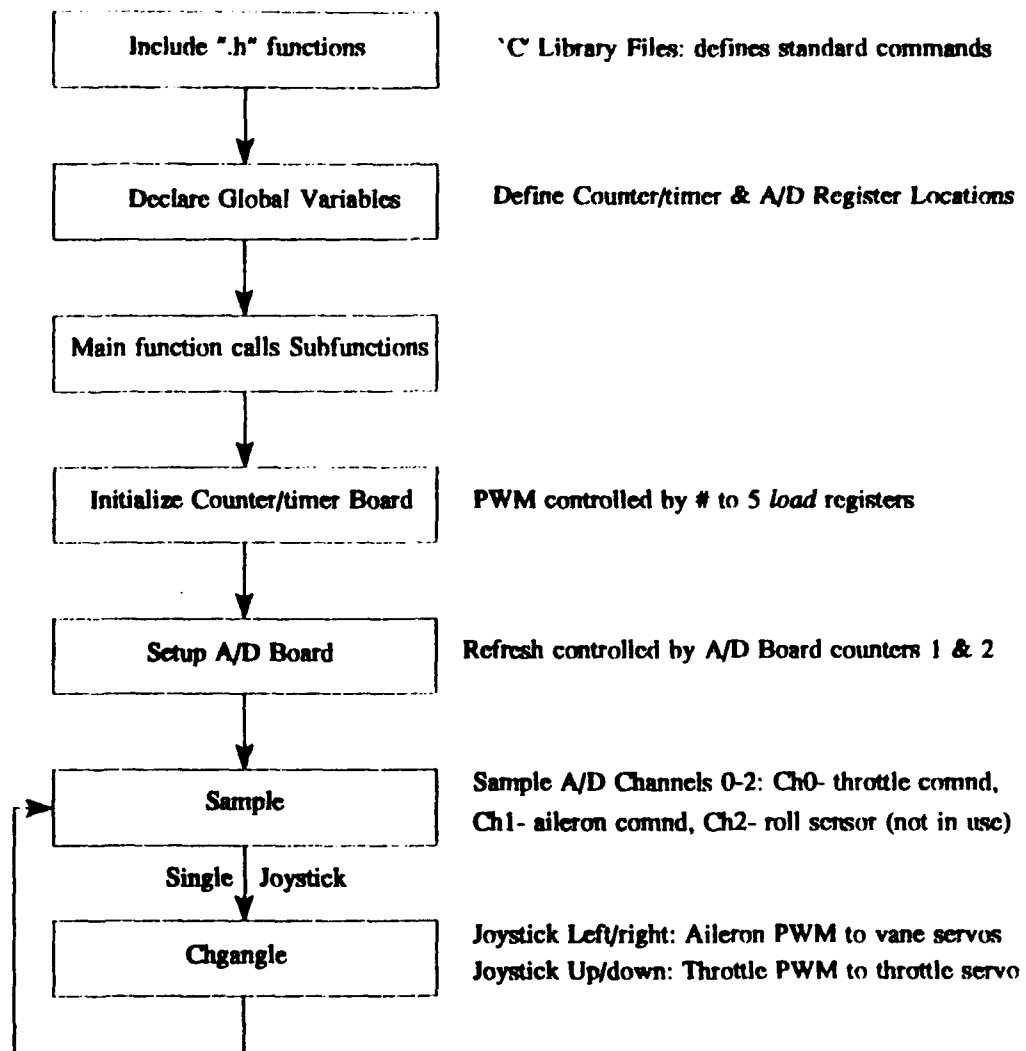 Include ".h" functions
`C' Library Files: defines standard commands
Declare Global Variables
Define Counter/timer & A/D Register Locations
Main function calls Subfunctions
Initialize Counter/timer Board
PWM controlled by # to 5 load registers
Setup A/D Board
Refresh controlled by A/D Board counters 1 & 2
Sample
Sample A/D Channels 0-2: Ch0- throttle comnd,
Ch1- aileron comnd, Ch2- roll sensor (not in use)
Single Joystick
Chgangle
Joystick Left/right: Aileron PWM to vane servos
Joystick Up/down: Throttle PWM to throttle servo